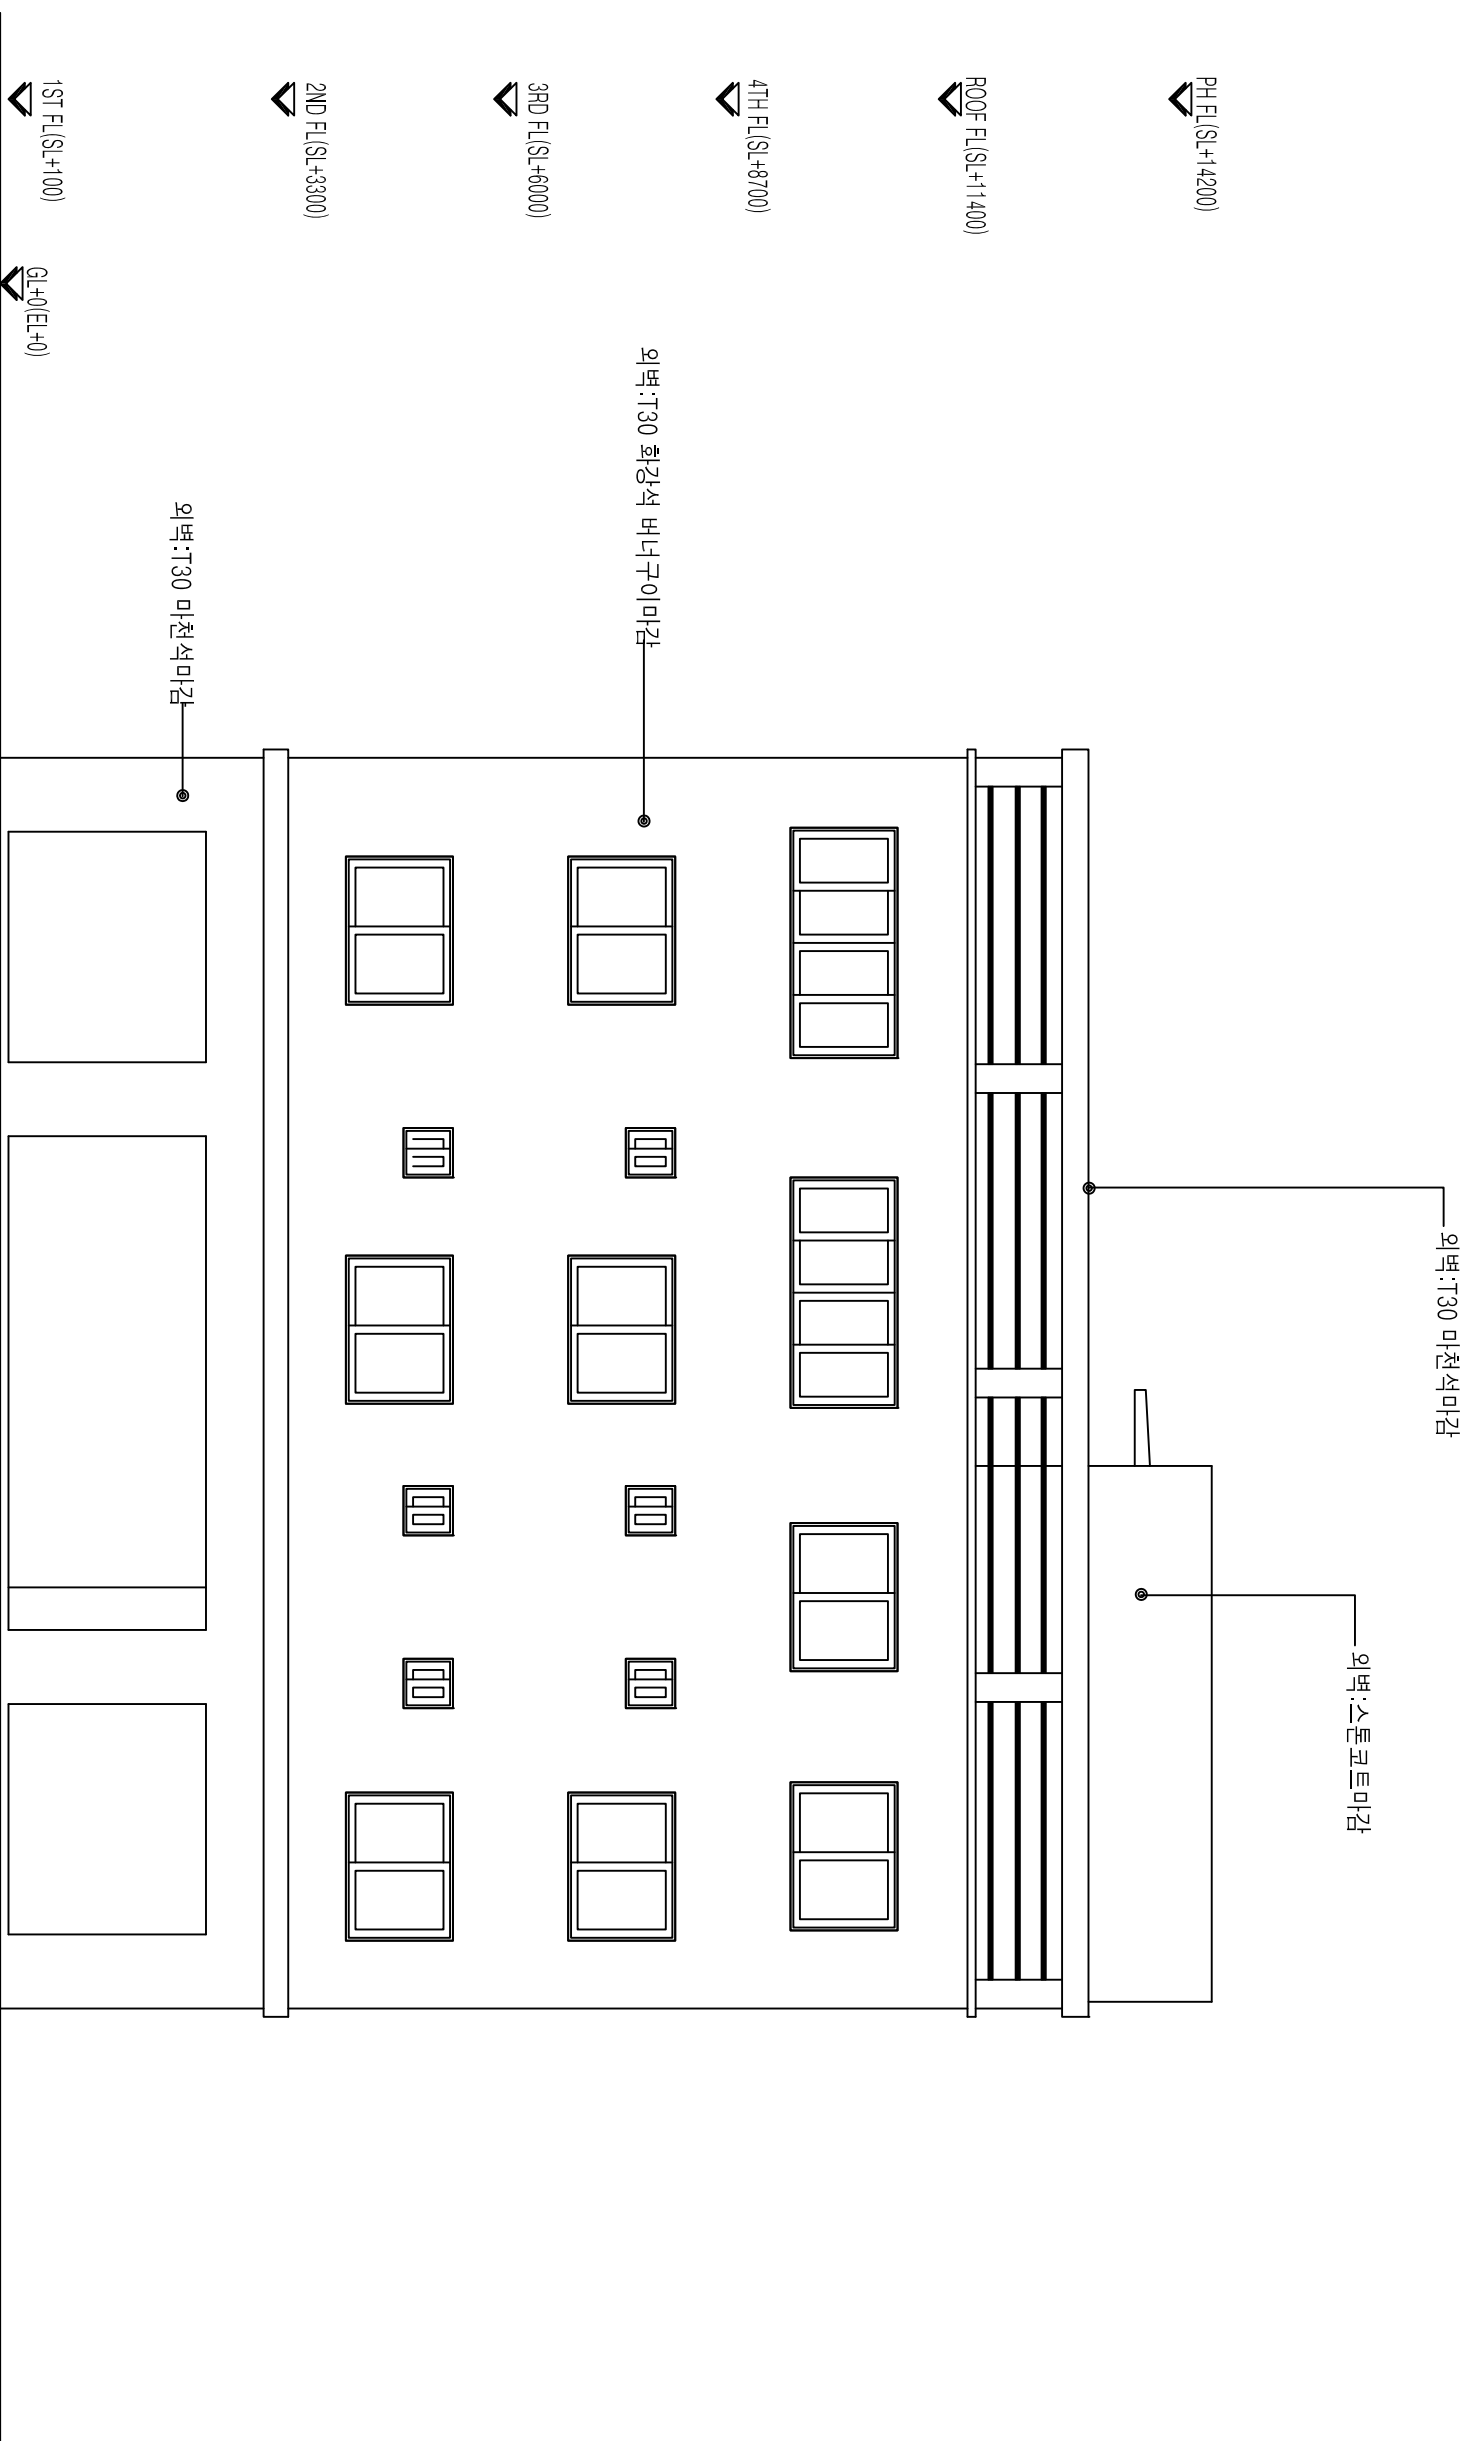 외벽:T30 마천석마감
외벽:스톤코트마감
PH FL(SL+14200)
ROOF FL(SL+11400)
4TH FL(SL+8700)
외벽:T30 화강석 버너구이마감
3RD FL(SL+6000)
2ND FL(SL+3300)
외벽:T30 마천석마감
1ST FL(SL+100)
GL+0(EL+0)